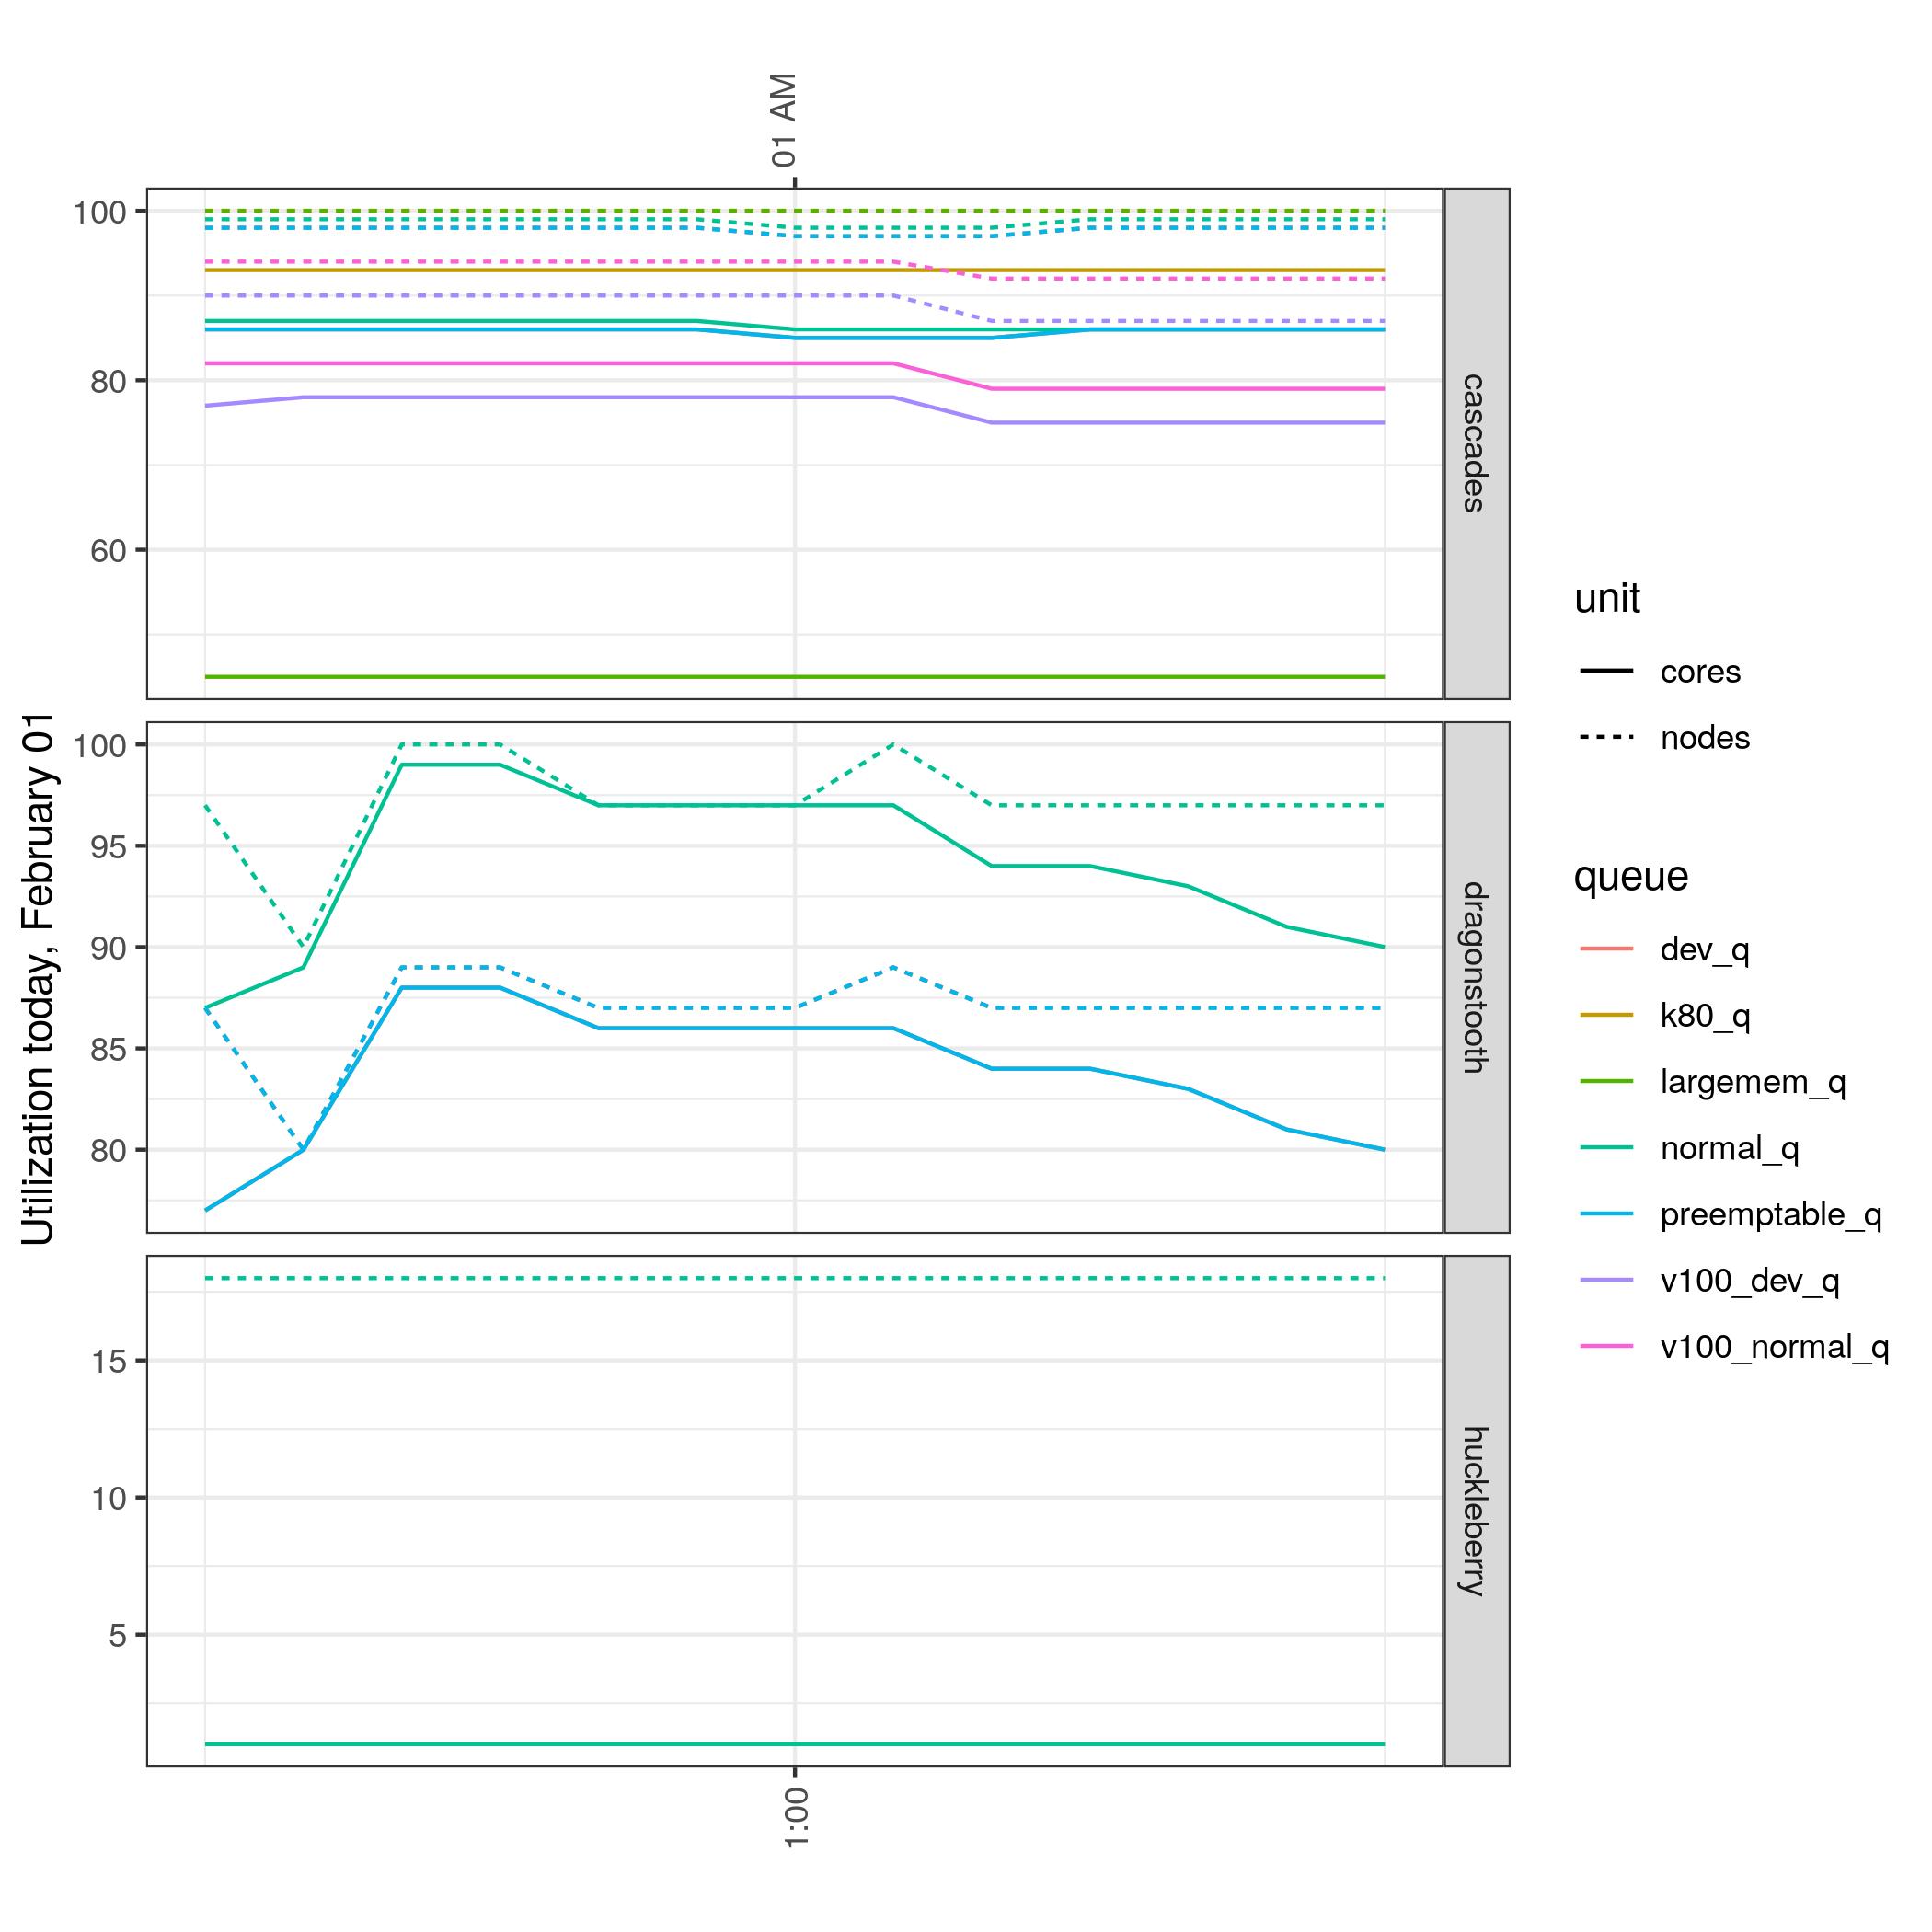 01 AM
Utilization today, February 01
100
80
60
cascades
100
95
90
85
80
dragonstooth
15
10
5
huckleberry
1:00
unit
cores
nodes
queue
dev_q
k80_q
largemem_q
normal_q
preemptable_q
v100_dev_q
v100_normal_q